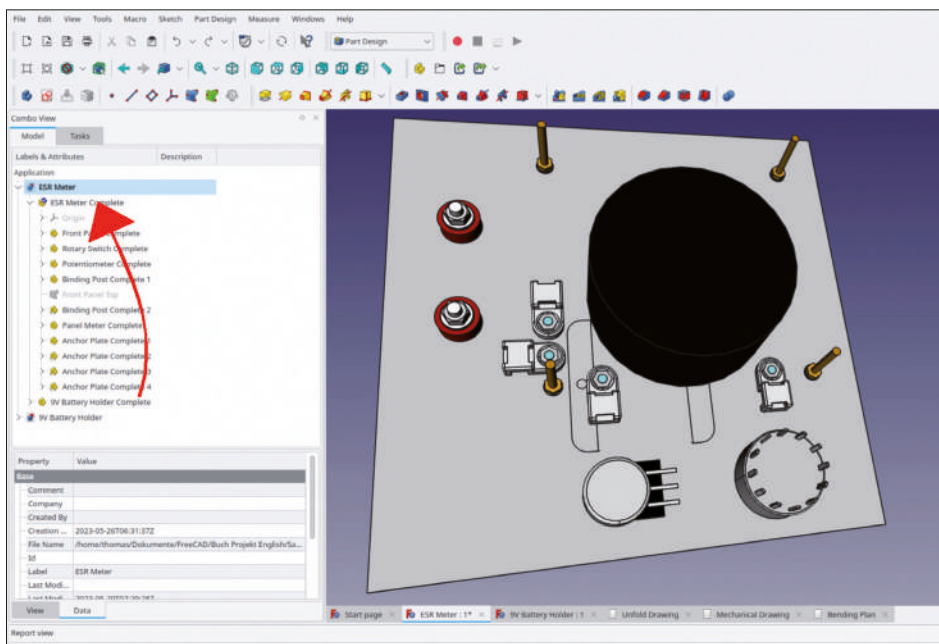 File Edit View Tools Macro Sketch Part Design Measure Windows Help
Part Design
Combo View
Model Tasks
Labels & Attributes Description
Application
ESR Meter
ESR Meter Complete
Origin
Front Panel Complete
Rotary Switch Complete
Potentiometer Complete
Binding Post Complete 1
Front Panel Esp
Binding Post Complete 2
Panel Meter Complete
Anchor Plate Complete 1
Anchor Plate Complete 2
Anchor Plate Complete 3
Anchor Plate Complete 4
9V Battery Holder Complete
9V Battery Holder
Property Value
Base
Comment
Company
Created By
Creation ... 2023-05-26T06:31:37Z
File Name /home/thomas/Dokumente/FreeCAD/Buch Projekt English/Sa...
Id
Label ESR Meter
Last Modi...
View Data
Start page ESR Meter : 1* 9V Battery Holder : 1 Unfold Drawing Mechanical Drawing Bending Plan
Report view